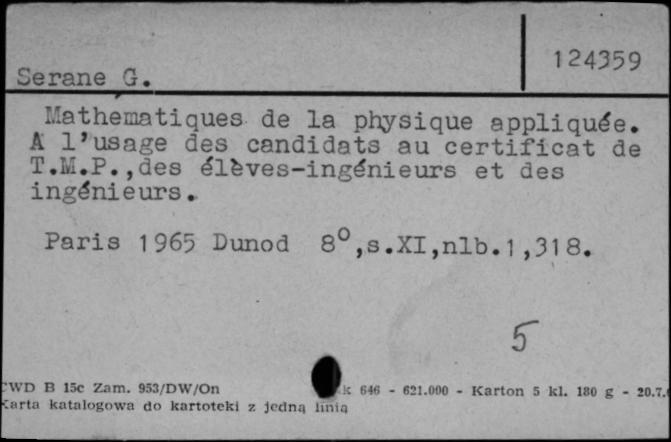 124359
Serane G.
Mathematiques de la physique appliquée.
A l'usage des candidats au certificat de
T.M.P.,des élèves-ingénieurs et des
ingénieurs.
Paris 1965 Dunod 8°,s.XI,nlb.1,318.
5
B 15c Zam. 953/DW/On 646 - 621.000 - Karton 5 kl. 180 g - 20.7.
Karta katalogowa do kartoteki z jedną linią